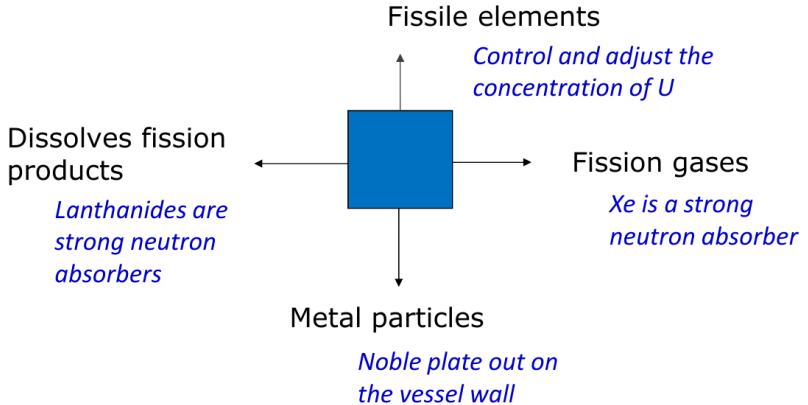 Fissile elements
Control and adjust the
concentration of U
Dissolves fission
products
Lanthanides are
strong neutron
absorbers
Fission gases
Xe is a strong
neutron absorber
Metal particles
Noble plate out on
the vessel wall